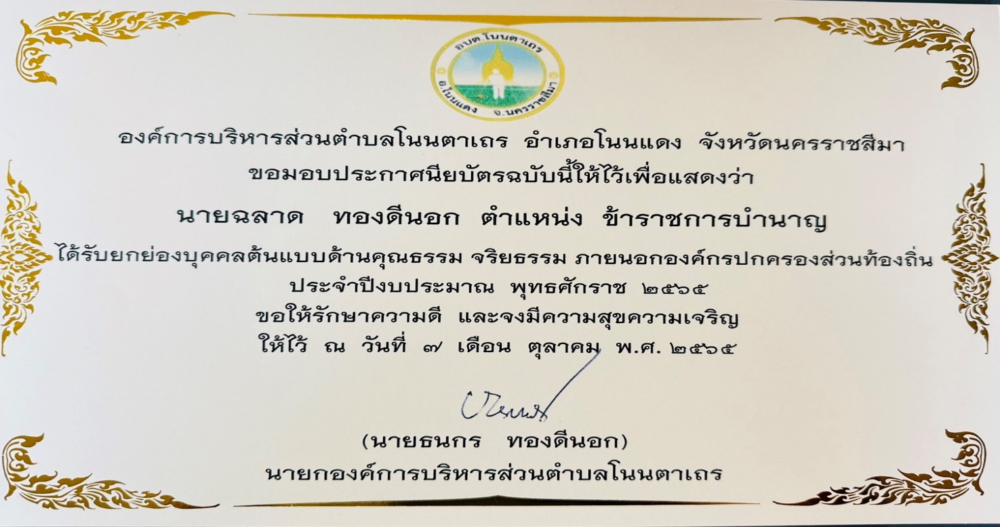 อบต.โนนตาเถร
อ.โนนแดง จ.นครราชสีมา
องค์การบริหารส่วนตำบลโนนตาเถร อำเภอโนนแดง จังหวัดนครราชสีมา
ขอมอบประกาศนียบัตรฉบับนี้ให้ไว้เพื่อแสดงว่า
นายฉลาด ทองดีนอก ตำแหน่ง ข้าราชการบำนาญ
ได้รับยกย่องบุคคลต้นแบบด้านคุณธรรม จริยธรรม ภายนอกองค์กรปกครองส่วนท้องถิ่น
ประจำปีงบประมาณ พุทธศักราช ๒๕๖๕
ขอให้รักษาความดี และจงมีความสุขความเจริญ
ให้ไว้ ณ วันที่ ๗ เดือน ตุลาคม พ.ศ. ๒๕๖๕
(นายธนกร ทองดีนอก)
นายกองค์การบริหารส่วนตำบลโนนตาเถร